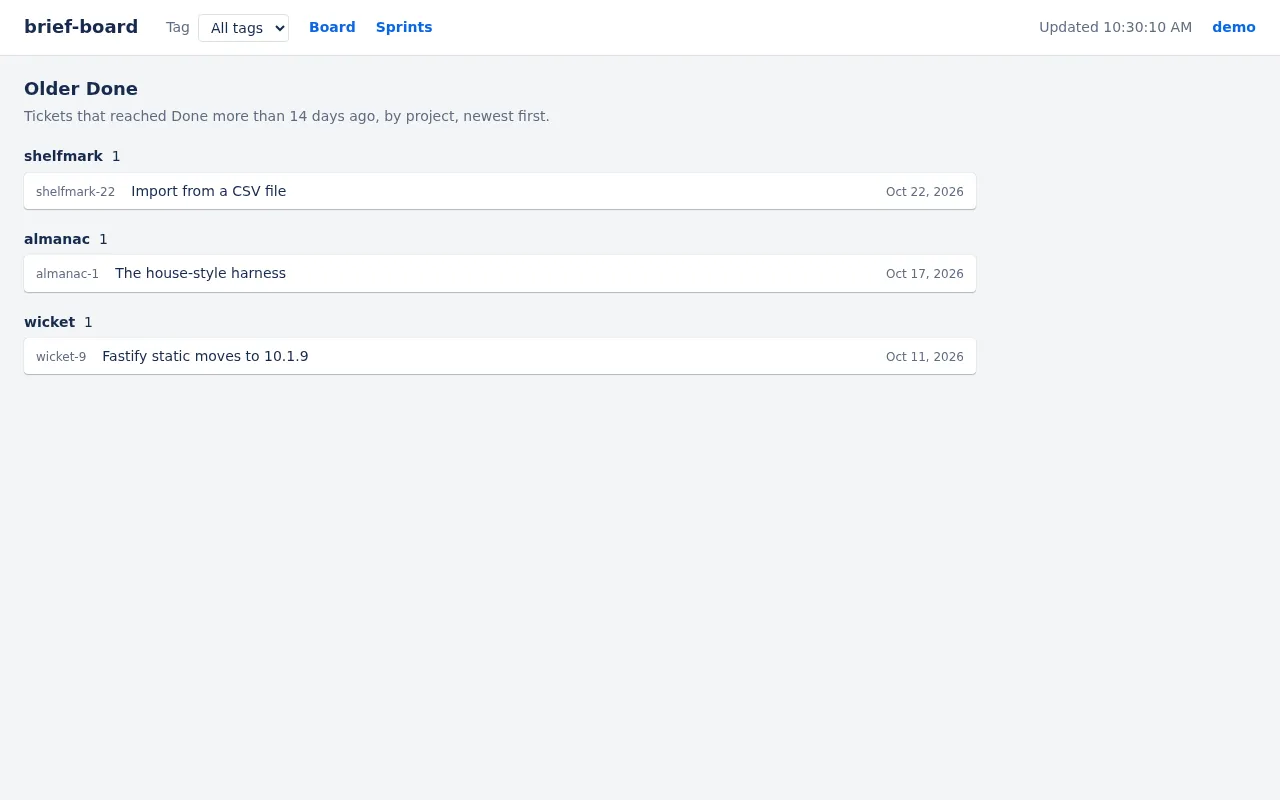 brief-board Tag All tags Board Sprints Updated 10:30:10 AM demo
Older Done
Tickets that reached Done more than 14 days ago, by project, newest first.
shelfmark 1
shelfmark-22 Import from a CSV file Oct 22, 2026
almanac 1
almanac-1 The house-style harness Oct 17, 2026
wicket 1
wicket-9 Fastify static moves to 10.1.9 Oct 11, 2026